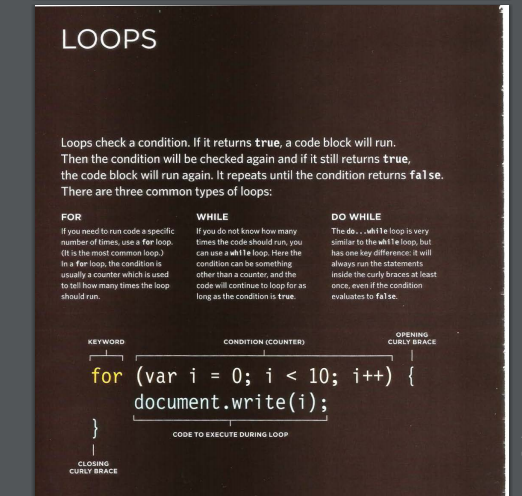 LOOPS
Loops check a condition. If it returns true, a code block will run.
Then the condition will be checked again and if it still returns true,
the code block will run again. It repeats until the condition returns false.
There are three common types of loops:
FOR
If you need to run code a specific
number of times, use a for loop.
(It is the most common loop.)
In a for loop, the condition is
usually a counter which is used
to tell how many times the loop
should run.
WHILE
If you do not know how many
times the code should run, you
can use a while loop. Here the
condition can be something
other than a counter, and the
code will continue to loop for as
long as the condition is true.
DO WHILE
The do...while loop is very
similar to the while loop, but
has one key difference: it will
always run the statements
inside the curly braces at least
once, even if the condition
evaluates to false.
KEYWORD
CONDITION (COUNTER)
OPENING
CURLY BRACE
for (var i = 0; i < 10; i++) {
document.write(i);
}
CODE TO EXECUTE DURING LOOP
CLOSING
CURLY BRACE